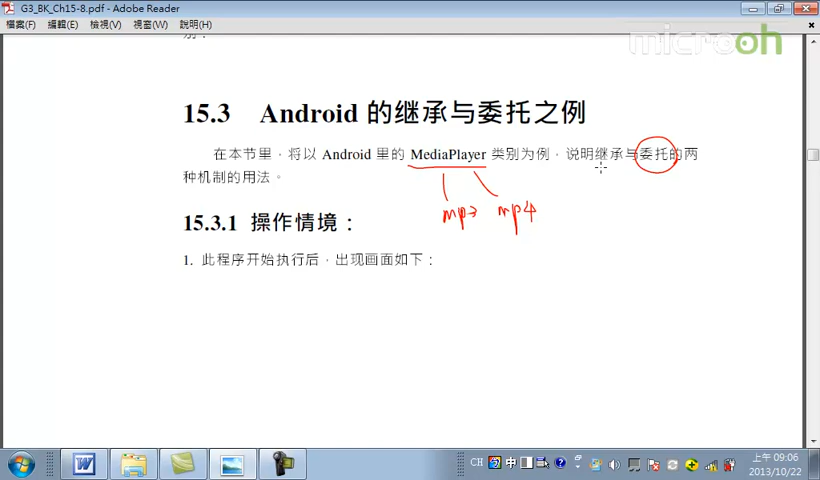 G3_BK_Ch15-8.pdf - Adobe Reader
檔案(F) 編輯(E) 檢視(V) 視窗(W) 說明(H)
microoh
别：
15.3 Android 的继承与委托之例
在本节里，将以 Android 里的 MediaPlayer 类别为例，说明继承与委托的两
种机制的用法。
mp3 mp4
15.3.1 操作情境：
1. 此程序开始执行后，出现画面如下：
CH 中
上午 09:06
2013/10/22